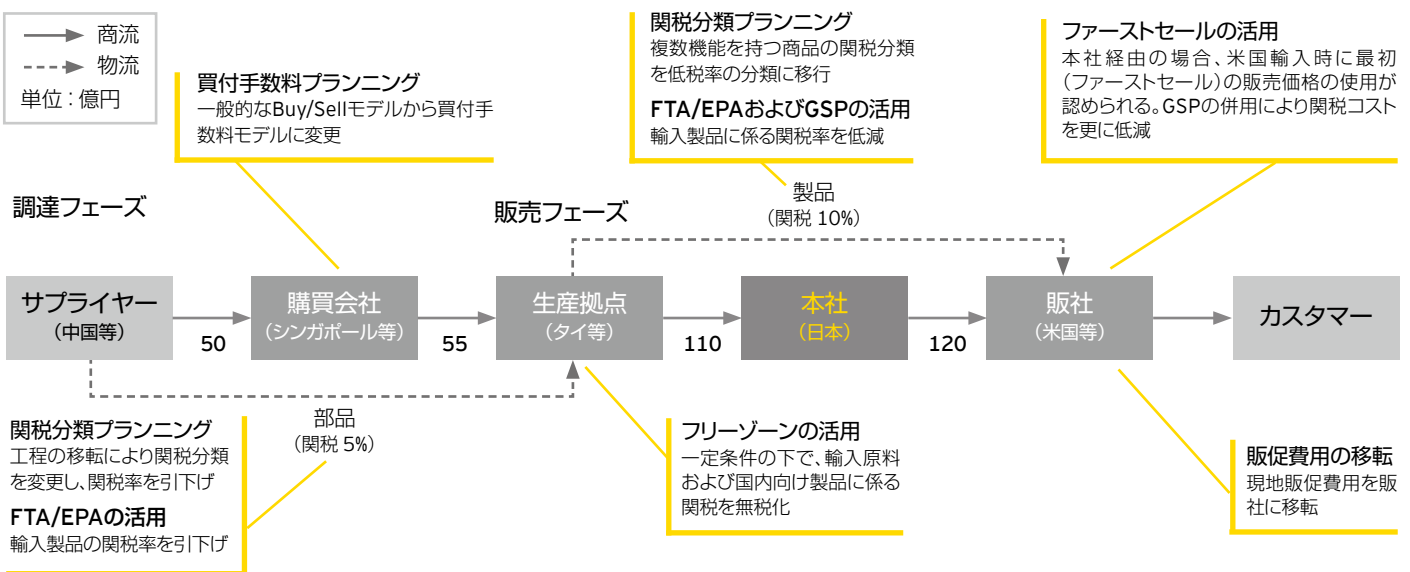 商流
物流
単位：億円
買付手数料プランニング
一般的なBuy/Sellモデルから買付手
数料モデルに変更
関税分類プランニング
複数機能を持つ商品の関税分類
を低税率の分類に移行
FTA/EPAおよびGSPの活用
輸入製品に係る関税率を低減
ファーストセールの活用
本社経由の場合、米国輸入時に最初
（ファーストセール）の販売価格の使用が
認められる。GSPの併用により関税コスト
を更に低減
調達フェーズ
販売フェーズ
製品
（関税 10%）
サプライヤー
（中国等）
50
購買会社
（シンガポール等）
55
生産拠点
（タイ等）
110
本社
（日本）
120
販社
（米国等）
カスタマー
部品
（関税 5%）
関税分類プランニング
工程の移転により関税分類
を変更し、関税率を引下げ
FTA/EPAの活用
輸入製品の関税率を引下げ
フリーゾーンの活用
一定条件の下で、輸入原料
および国内向け製品に係る
関税を無税化
販促費用の移転
現地販促費用を販
社に移転